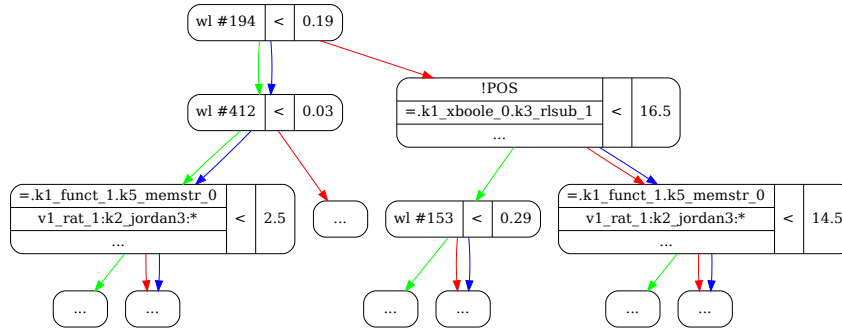 wl #194 < 0.19
wl #412 < 0.03
!POS
=.k1_xboole_0.k3_rlsub_1
...
< 16.5
=.k1_funct_1.k5_memstr_0
v1_rat_1:k2_jordan3:*
...
< 2.5
...
wl #153 < 0.29
=.k1_funct_1.k5_memstr_0
v1_rat_1:k2_jordan3:*
...
< 14.5
... ... ... ... ... ...